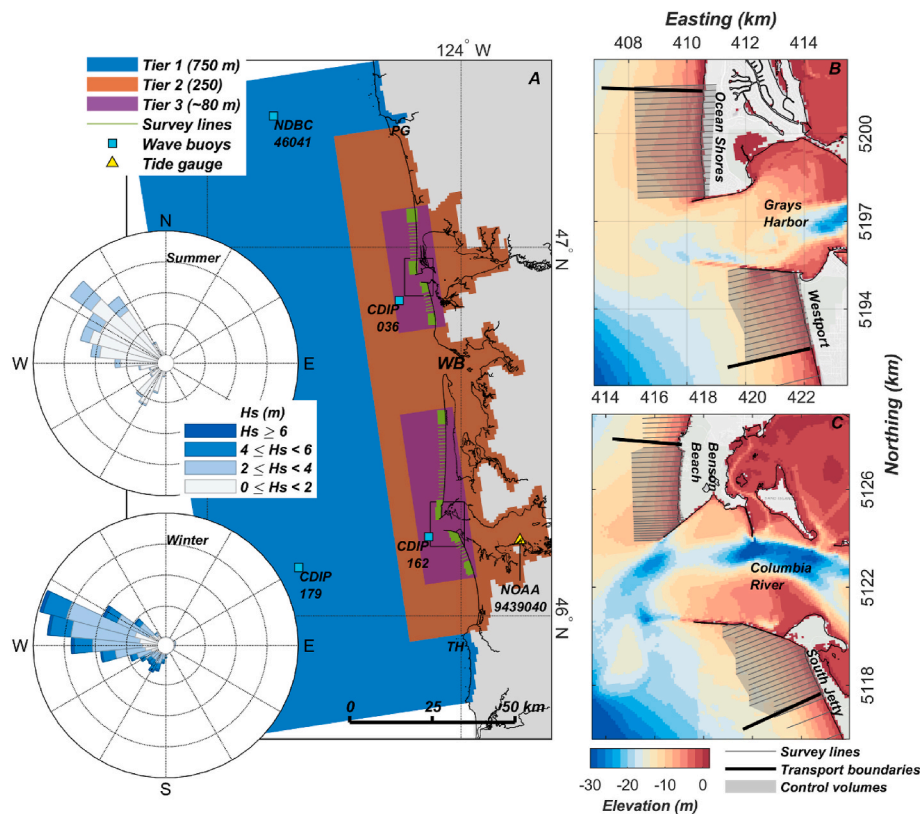 Tier 1 (750 m)
Tier 2 (250)
Tier 3 (~80 m)
Survey lines
Wave buoys
Tide gauge
124° W
A
NDBC
46041
PG
47° N
CDIP
036
WB
CDIP
162
CDIP
179
NOAA
9439040
46° N
TH
0 25 50 km
N
Summer
W E
Hs (m)
Hs ≥ 6
4 ≤ Hs < 6
2 ≤ Hs < 4
0 ≤ Hs < 2
Winter
W E
S
Easting (km)
408 410 412 414
B
Ocean Shores
Grays
Harbor
Westport
5200
5197
5194
418 420 422
Northing (km)
414 416 418 420 422
C
Benson
Beach
Columbia
River
South Jetty
5126
5122
5118
-30 -20 -10 0
Elevation (m)
Survey lines
Transport boundaries
Control volumes